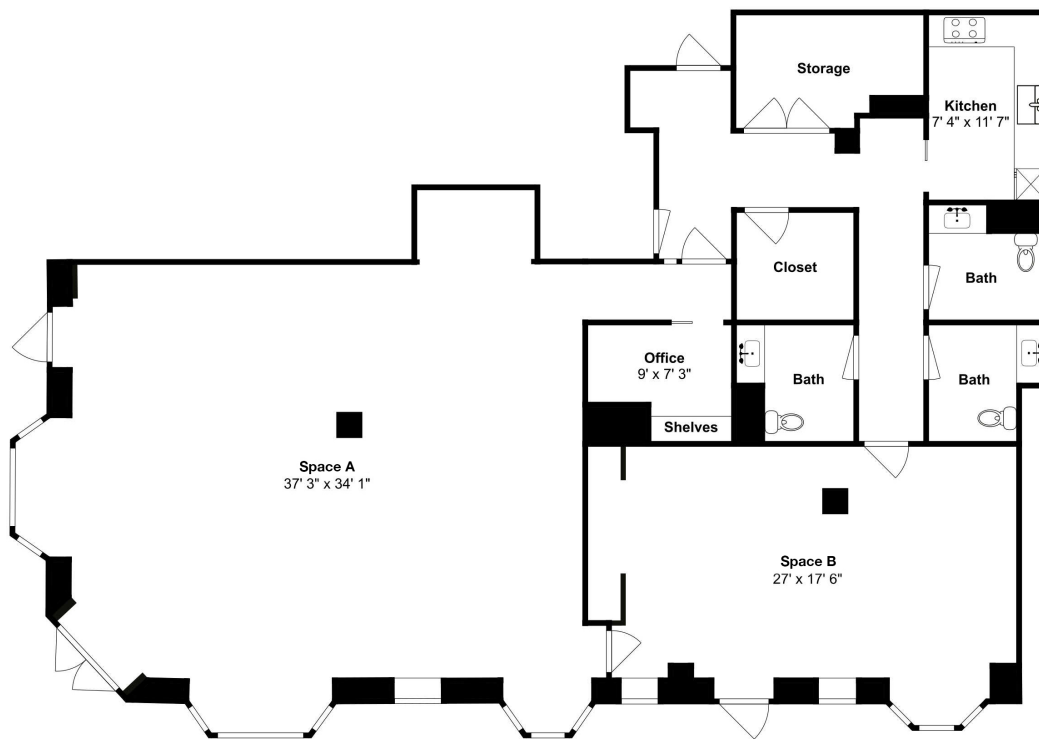 Storage
Kitchen
7' 4" x 11' 7"
Closet
Bath
Office
9' x 7' 3"
Bath
Bath
Shelves
Space A
37' 3" x 34' 1"
Space B
27' x 17' 6"